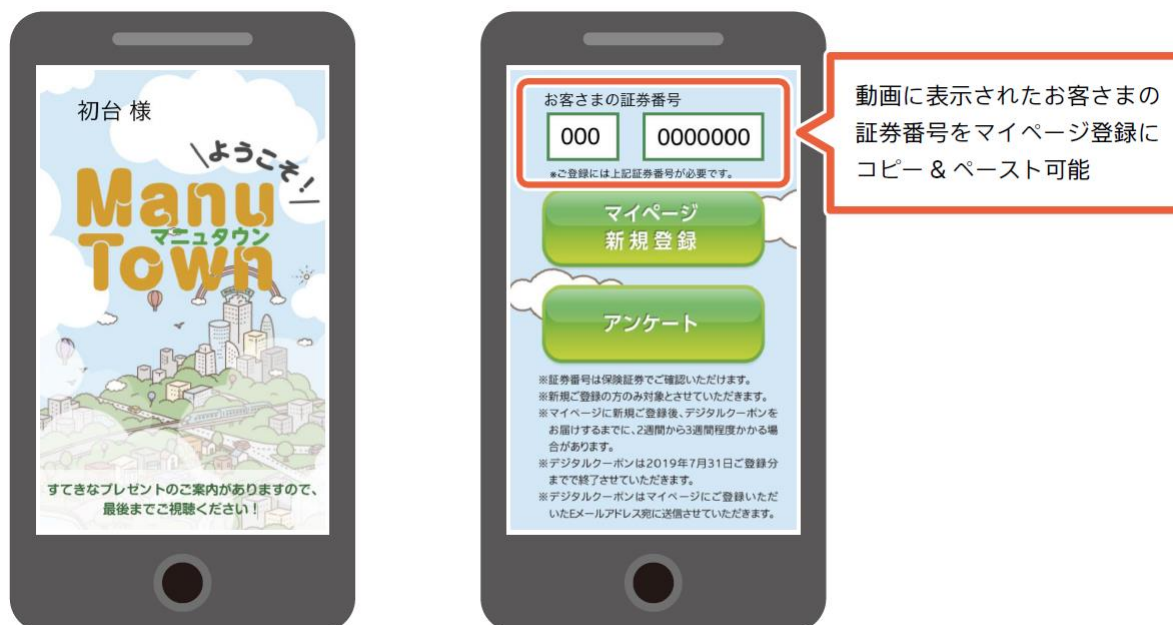 初台 様
\ようこそ!/
Manu
マニュタウン
Town
すてきなプレゼントのご案内がありますので、
最後までご視聴ください!
お客さまの証券番号
000 0000000
*ご登録には上記証券番号が必要です。
マイページ
新規登録
アンケート
※証券番号は保険証券でご確認いただけます。
※新規ご登録の方のみ対象とさせていただきます。
※マイページに新規ご登録後、デジタルクーポンを
お届けするまでに、2週間から3週間程度かかる場
合があります。
※デジタルクーポンは2019年7月31日ご登録分
までで終了させていただきます。
※デジタルクーポンはマイページにご登録いただ
いたEメールアドレス宛に送信させていただきます。
動画に表示されたお客さまの
証券番号をマイページ登録に
コピー & ペースト可能